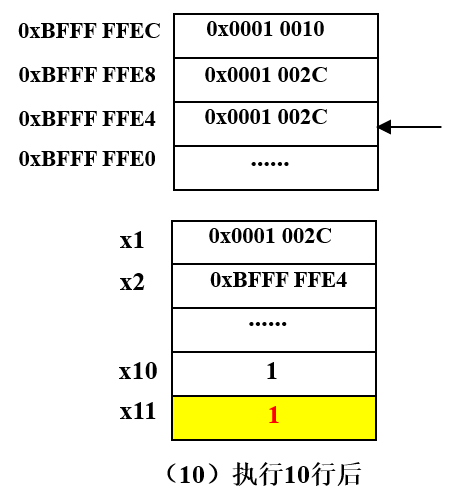 0xBFFF FFEC 0x0001 0010
0xBFFF FFE8 0x0001 002C
0xBFFF FFE4 0x0001 002C
0xBFFF FFE0 ......
x1 0x0001 002C
x2 0xBFFF FFE4
......
x10 1
x11 1
（10）执行10行后